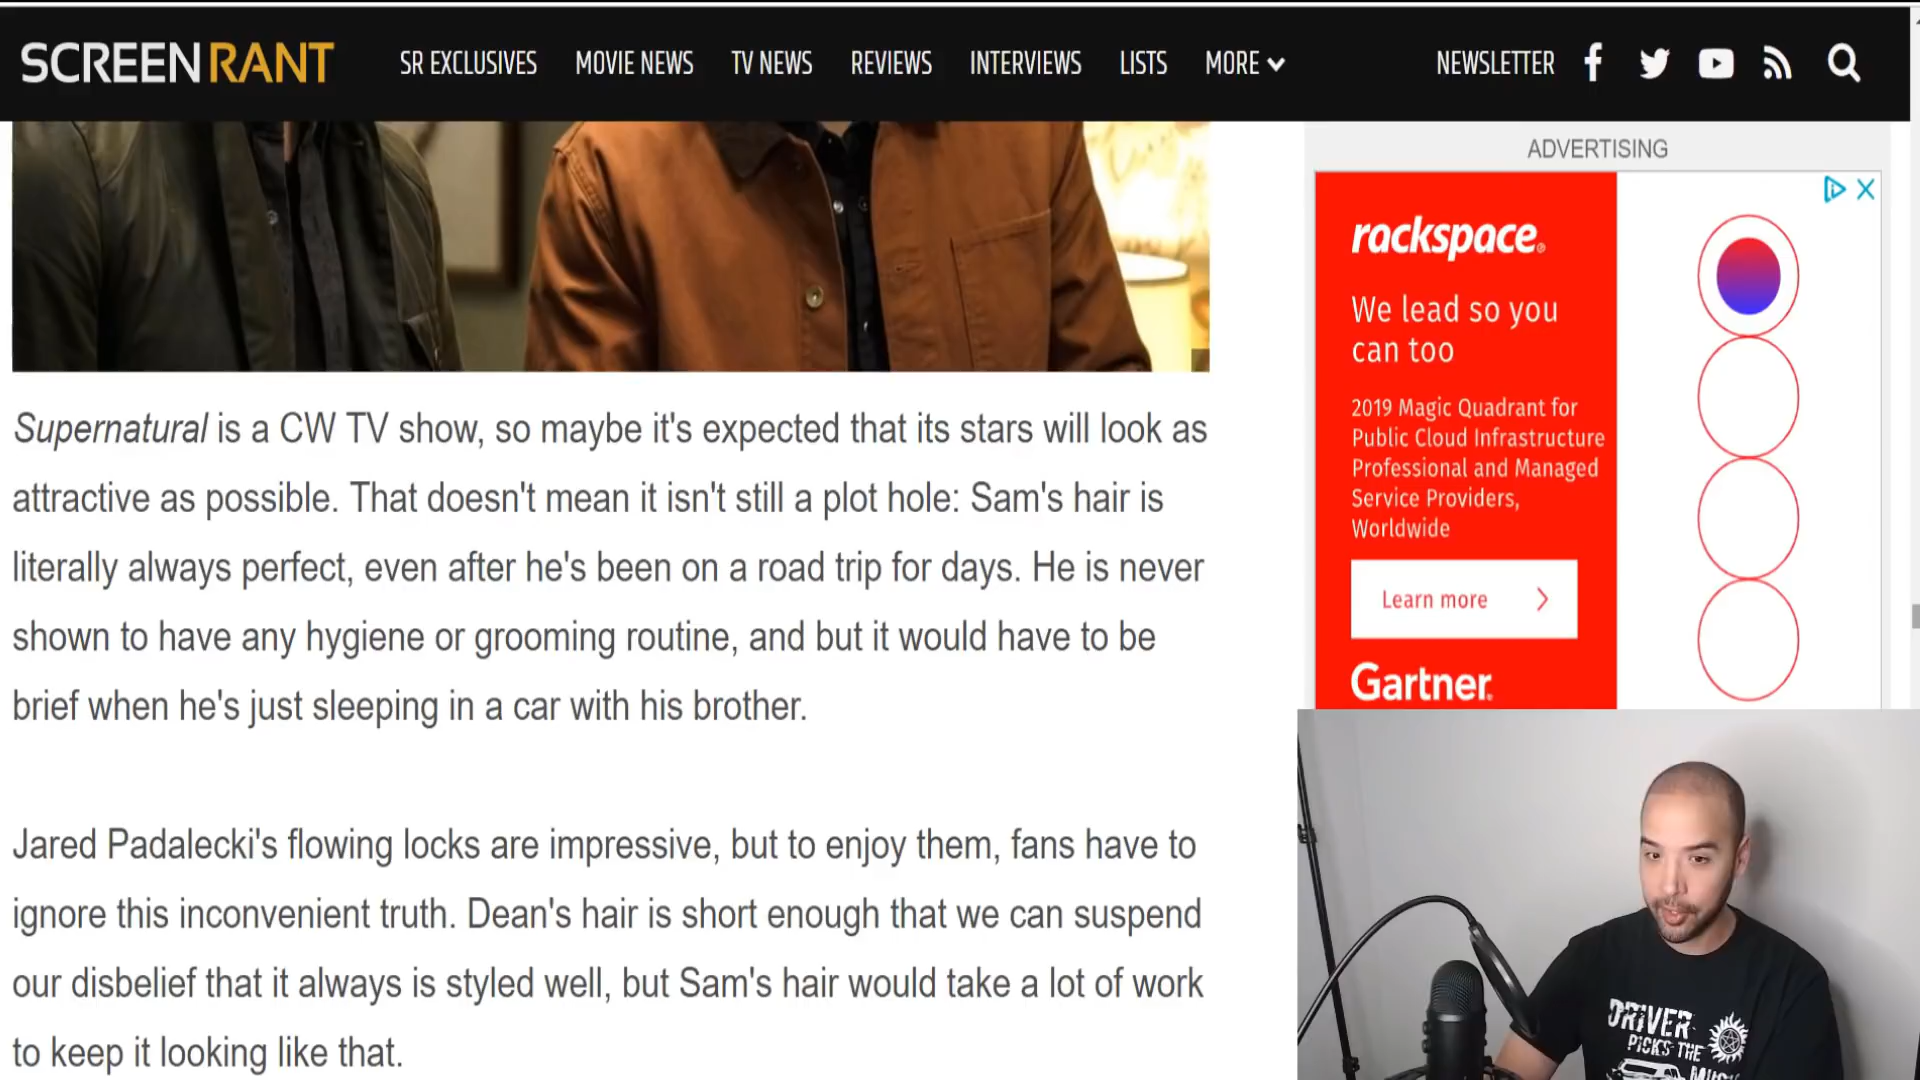 SCREENRANT SR EXCLUSIVES MOVIE NEWS TV NEWS REVIEWS INTERVIEWS LISTS MORE NEWSLETTER
ADVERTISING
rackspace®
We lead so you
can too
2019 Magic Quadrant for
Public Cloud Infrastructure
Professional and Managed
Service Providers,
Worldwide
Learn more
Gartner
Supernatural is a CW TV show, so maybe it's expected that its stars will look as
attractive as possible. That doesn't mean it isn't still a plot hole: Sam's hair is
literally always perfect, even after he's been on a road trip for days. He is never
shown to have any hygiene or grooming routine, and but it would have to be
brief when he's just sleeping in a car with his brother.
Jared Padalecki's flowing locks are impressive, but to enjoy them, fans have to
ignore this inconvenient truth. Dean's hair is short enough that we can suspend
our disbelief that it always is styled well, but Sam's hair would take a lot of work
to keep it looking like that.
DRIVER
PICKS THE